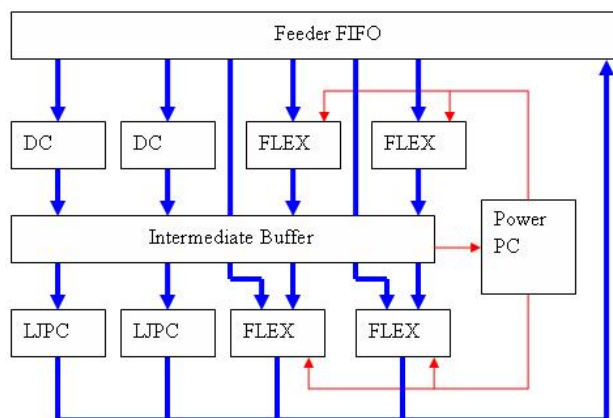 Feeder FIFO
DC
DC
FLEX
FLEX
Intermediate Buffer
Power
PC
LJPC
LJPC
FLEX
FLEX